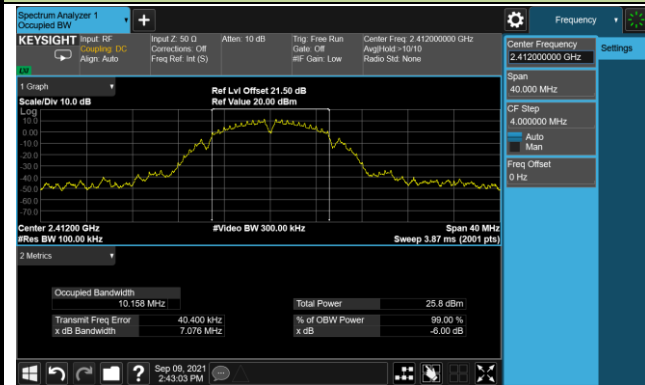 Spectrum Analyzer 1
Occupied BW
+
Frequency
KEYSIGHT
Input: RF
Coupling: DC
Align: Auto
Input Z: 50 Ω
Corrections: Off
Freq Ref: Int (S)
Atten: 10 dB
Trig: Free Run
Gate: Off
#IF Gain: Low
Center Freq: 2.412000000 GHz
Avg|Hold:>10/10
Radio Std: None
1 Graph
Scale/Div 10.0 dB
Ref Lvl Offset 21.50 dB
Ref Value 20.00 dBm
Log
10.0
0.00
-10.0
-20.0
-30.0
-40.0
-50.0
-60.0
-70.0
Center 2.41200 GHz
#Res BW 100.00 kHz
#Video BW 300.00 kHz
Span 40 MHz
Sweep 3.87 ms (2001 pts)
2 Metrics
Occupied Bandwidth
10.158 MHz
Total Power 25.8 dBm
Transmit Freq Error 40.400 kHz
% of OBW Power 99.00 %
x dB Bandwidth 7.076 MHz
x dB -6.00 dB
Sep 09, 2021
2:43:03 PM
?
Center Frequency
2.412000000 GHz
Settings
Span
40.000 MHz
CF Step
4.000000 MHz
Auto
Man
Freq Offset
0 Hz